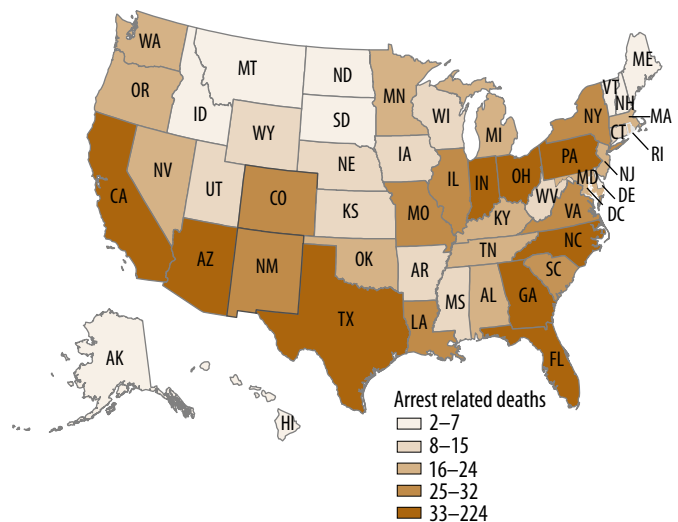 WA
MT
ND
ME
OR
ID
MN
VT
NH
SD
WI
NY
MA
WY
MI
CT
RI
NE
IA
PA
NV
UT
IL
IN
OH
NJ
MD
DE
CA
CO
KS
MO
WV
VA
DC
KY
AZ
NM
OK
TN
NC
AR
SC
MS
AL
GA
TX
LA
AK
FL
HI
Arrest related deaths
2–7
8–15
16–24
25–32
33–224